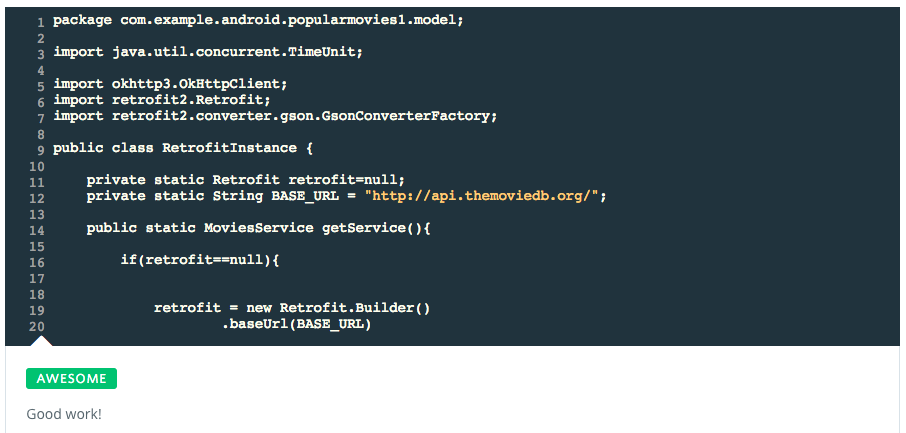 1 package com.example.android.popularmovies1.model;
2
3 import java.util.concurrent.TimeUnit;
4
5 import okhttp3.OkHttpClient;
6 import retrofit2.Retrofit;
7 import retrofit2.converter.gson.GsonConverterFactory;
8
9 public class RetrofitInstance {
10
11     private static Retrofit retrofit=null;
12     private static String BASE_URL = "http://api.themoviedb.org/";
13
14     public static MoviesService getService(){
15
16         if(retrofit==null){
17
18
19             retrofit = new Retrofit.Builder()
20                     .baseUrl(BASE_URL)
AWESOME
Good work!